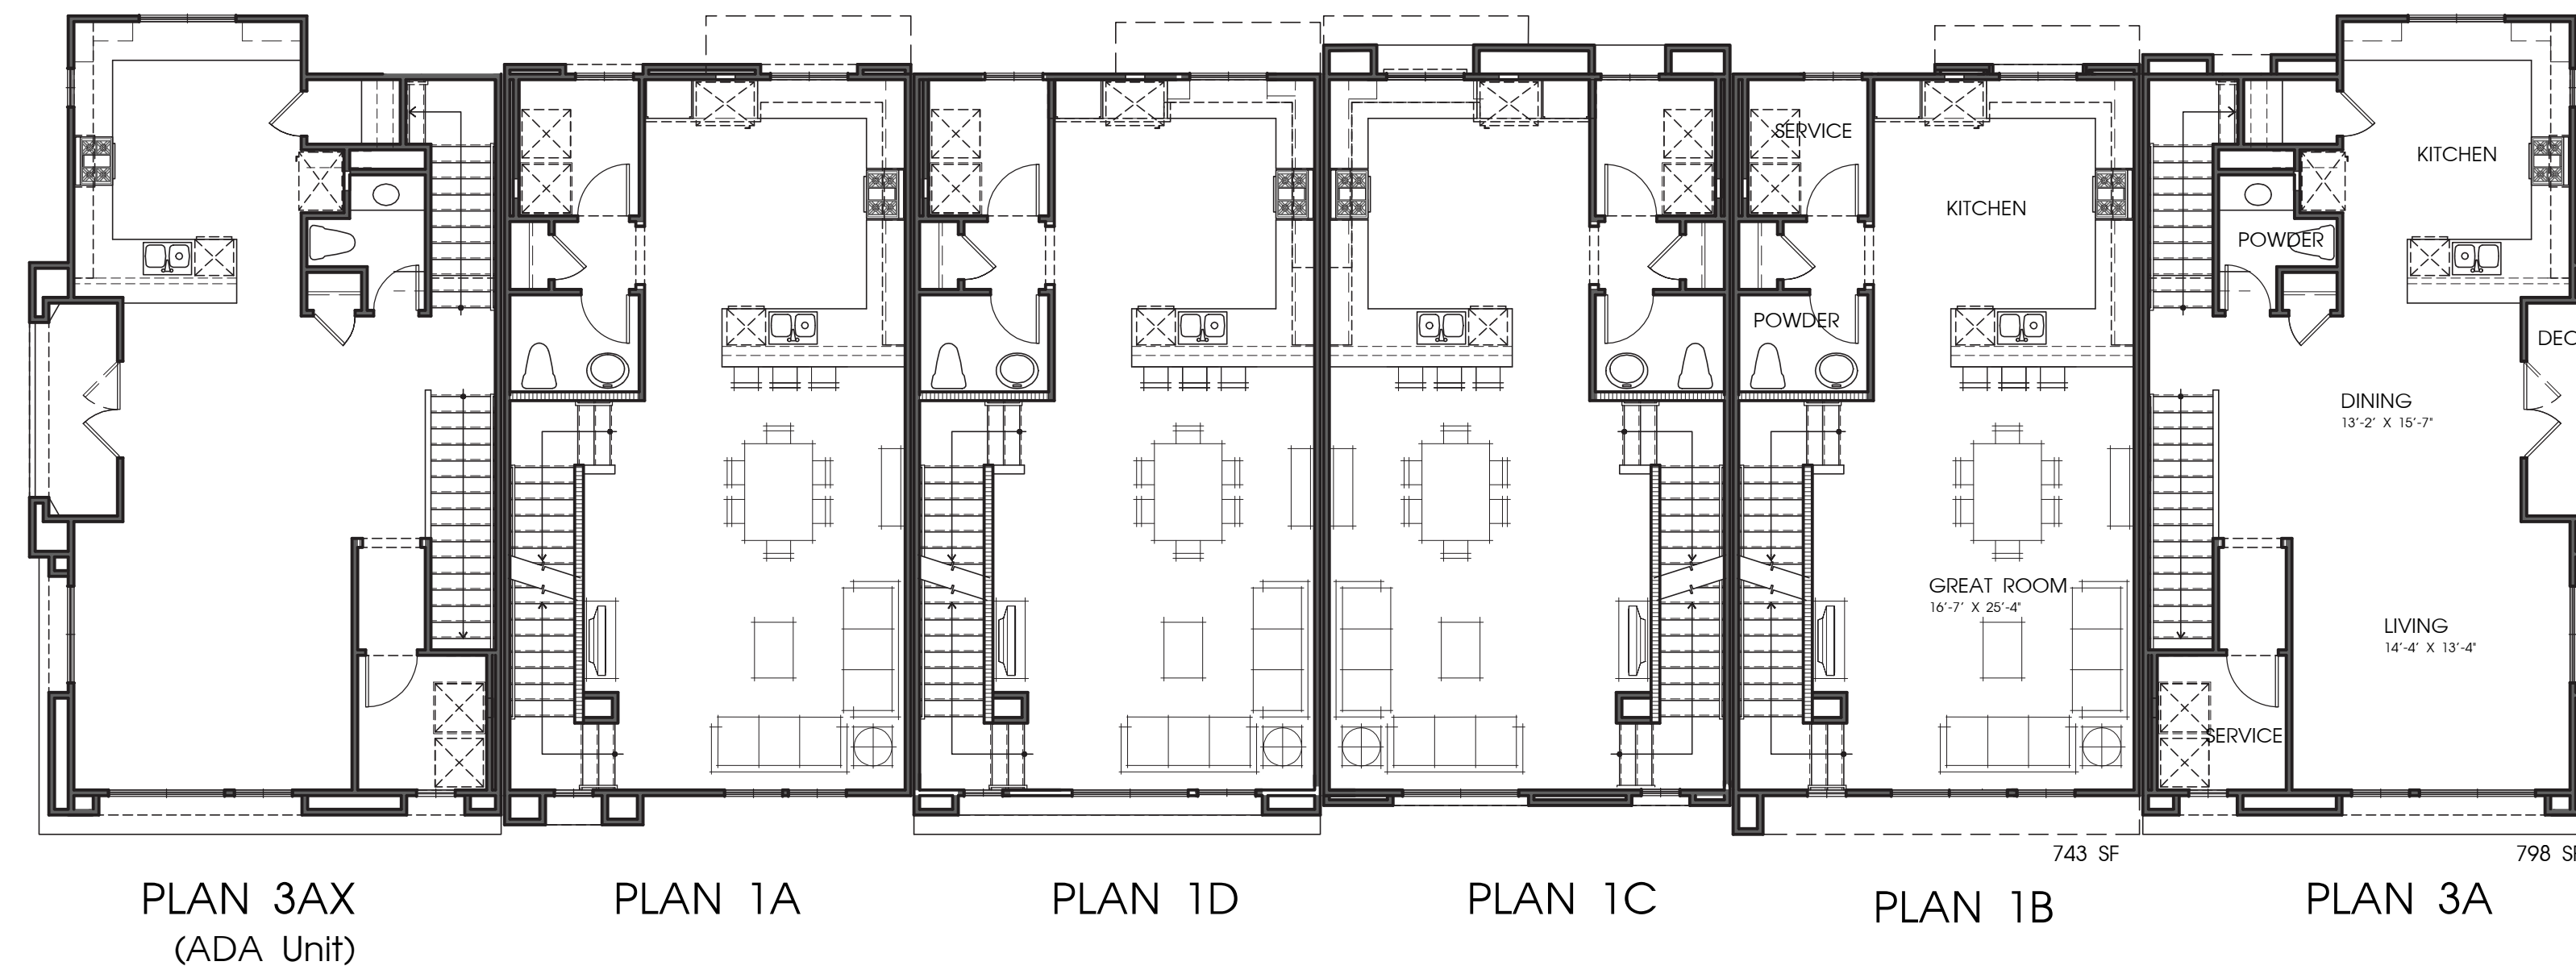 SERVICE
KITCHEN
POWDER
GREAT ROOM
16'-7' X 25'-4"
KITCHEN
POWDER
DEC
DINING
13'-2' X 15'-7"
LIVING
14'-4' X 13'-4"
SERVICE
743 SF
798 SF
PLAN 3AX
(ADA Unit)
PLAN 1A
PLAN 1D
PLAN 1C
PLAN 1B
PLAN 3A